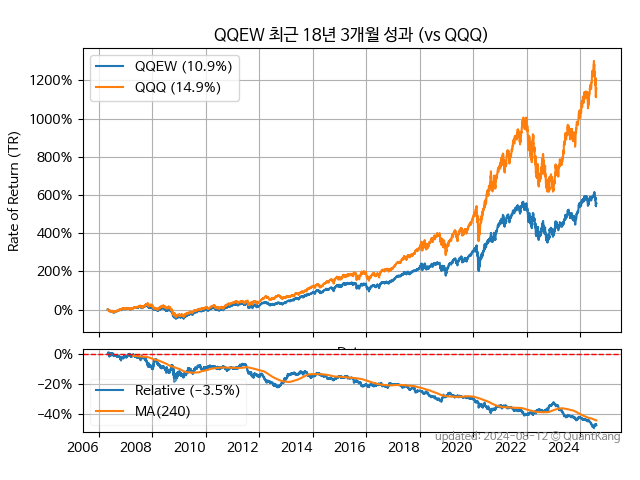 QQEW 최근 18년 3개월 성과 (vs QQQ)
QQEW (10.9%)
QQQ (14.9%)
Rate of Return (TR)
1200%
1000%
800%
600%
400%
200%
0%
0%
−20%
−40%
Relative (−3.5%)
MA(240)
2006 2008 2010 2012 2014 2016 2018 2020 2022 2024
updated: 2024-08-12 © QuantKang